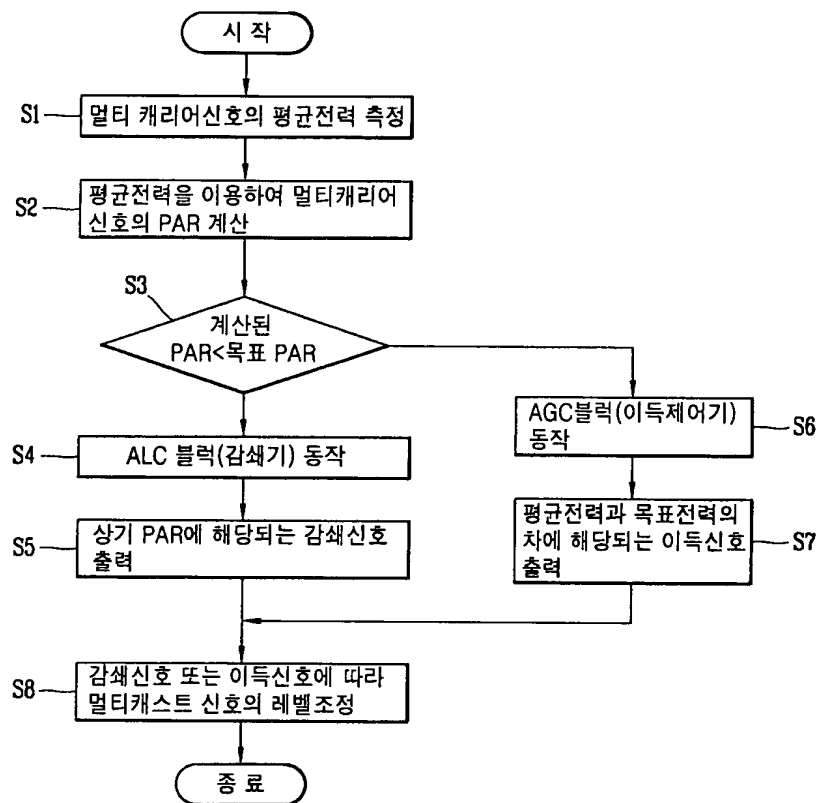 시 작
S1
멀티 캐리어신호의 평균전력 측정
S2
평균전력을 이용하여 멀티캐리어
신호의 PAR 계산
S3
계산된
PAR<목표 PAR
S4
ALC 블럭(감쇄기) 동작
S5
상기 PAR에 해당되는 감쇄신호
출력
AGC블럭(이득제어기)
동작
S6
평균전력과 목표전력의
차에 해당되는 이득신호
출력
S7
S8
감쇄신호 또는 이득신호에 따라
멀티캐스트 신호의 레벨조정
종 료